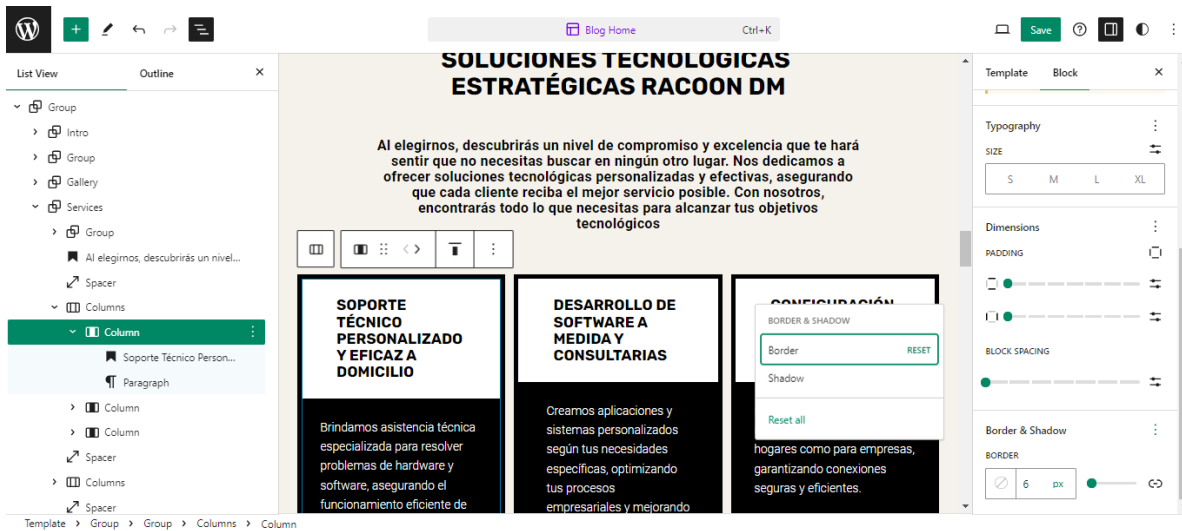 Blog Home
Ctrl+K
Save
List View
Outline
Group
Intro
Group
Gallery
Services
Group
Al elegirnos, descubrirás un nivel...
Spacer
Columns
Column
Soporte Técnico Person...
Paragraph
Column
Column
Spacer
Columns
Spacer
Template > Group > Group > Columns > Column
SOLUCIONES TECNOLÓGICAS
ESTRATÉGICAS RACOON DM
Al elegirnos, descubrirás un nivel de compromiso y excelencia que te hará
sentir que no necesitas buscar en ningún otro lugar. Nos dedicamos a
ofrecer soluciones tecnológicas personalizadas y efectivas, asegurando
que cada cliente reciba el mejor servicio posible. Con nosotros,
encontrarás todo lo que necesitas para alcanzar tus objetivos
tecnológicos
SOPORTE
TÉCNICO
PERSONALIZADO
Y EFICAZ A
DOMICILIO
Brindamos asistencia técnica
especializada para resolver
problemas de hardware y
software, asegurando el
funcionamiento eficiente de
DESARROLLO DE
SOFTWARE A
MEDIDA Y
CONSULTARIAS
Creamos aplicaciones y
sistemas personalizados
según tus necesidades
específicas, optimizando
tus procesos
empresariales y mejorando
CONFIGURACIÓN
hogares como para empresas,
garantizando conexiones
seguras y eficientes.
BORDER & SHADOW
Border
RESET
Shadow
Reset all
Template
Block
Typography
SIZE
S M L XL
Dimensions
PADDING
BLOCK SPACING
Border & Shadow
BORDER
6 px